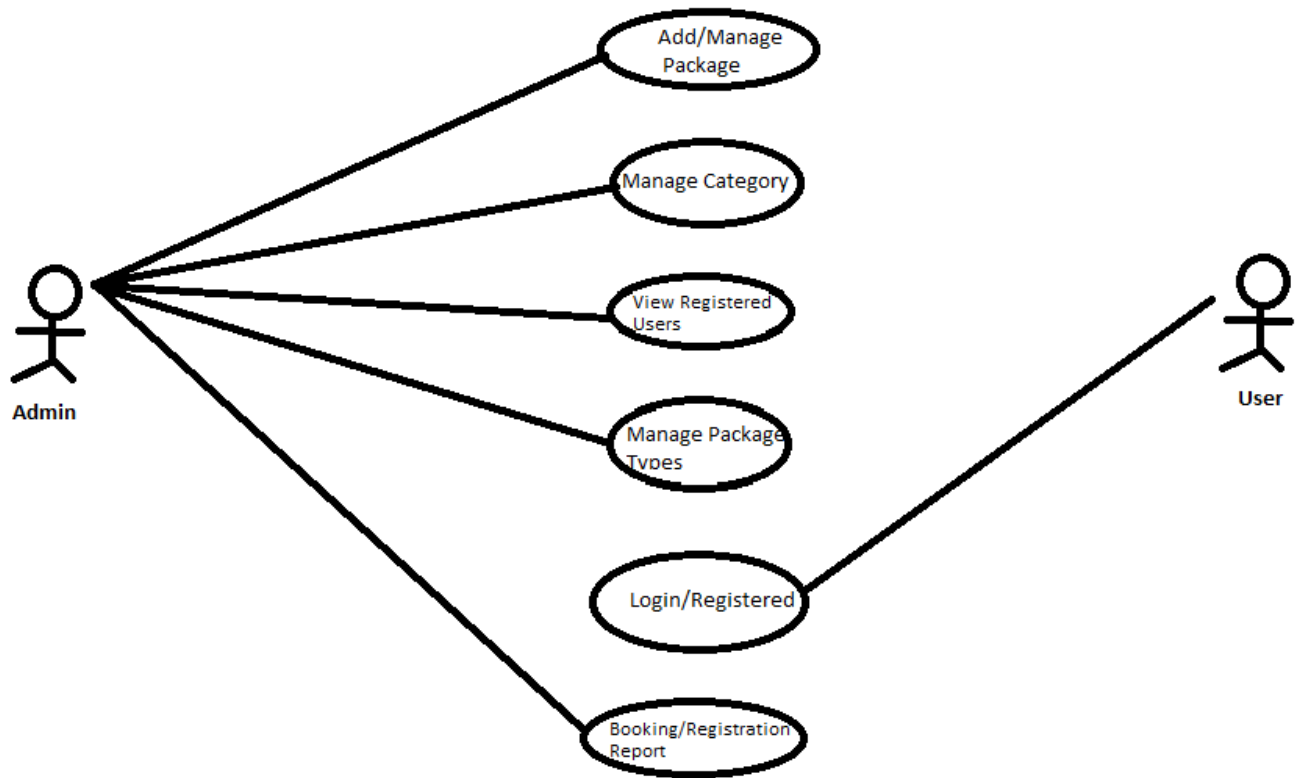 Add/Manage
Package
Manage Category
View Registered
Users
Admin
User
Manage Package
Types
Login/Registered
Booking/Registration
Report